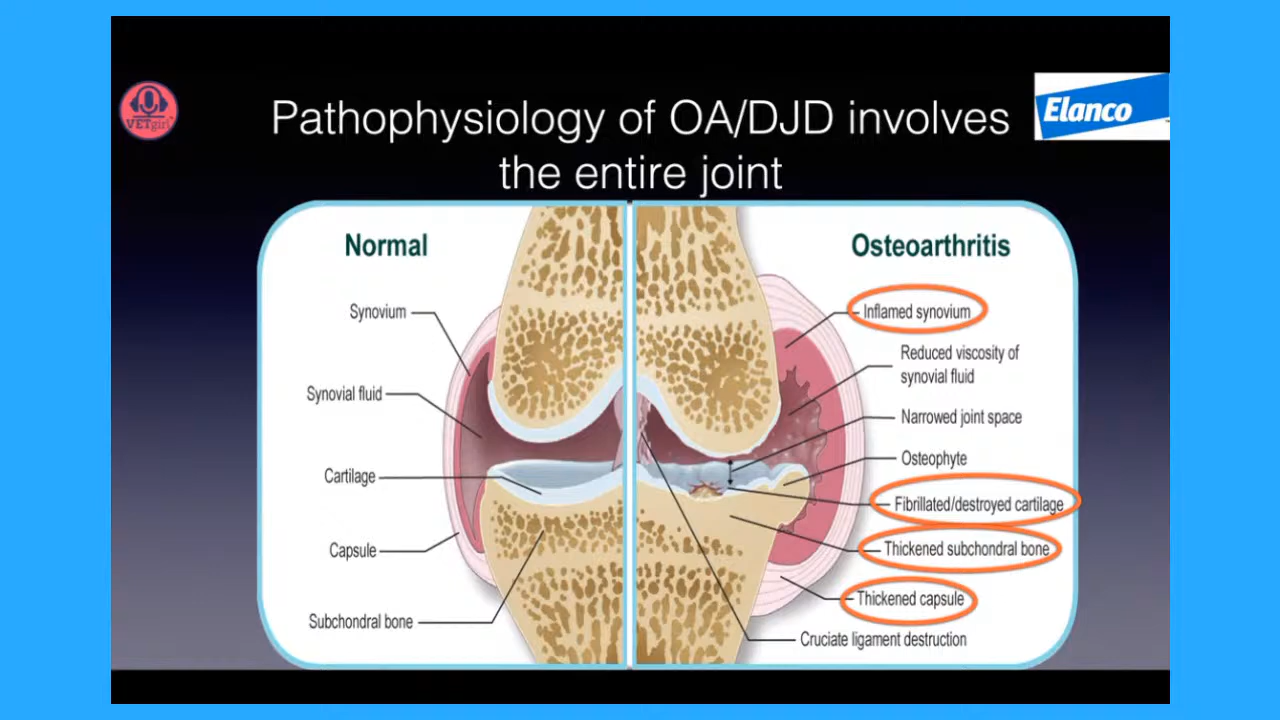 VETgirl
Pathophysiology of OA/DJD involves
the entire joint
Elanco
Normal
Synovium
Synovial fluid
Cartilage
Capsule
Subchondral bone
Osteoarthritis
Inflamed synovium
Reduced viscosity of
synovial fluid
Narrowed joint space
Osteophyte
Fibrillated/destroyed cartilage
Thickened subchondral bone
Thickened capsule
Cruciate ligament destruction